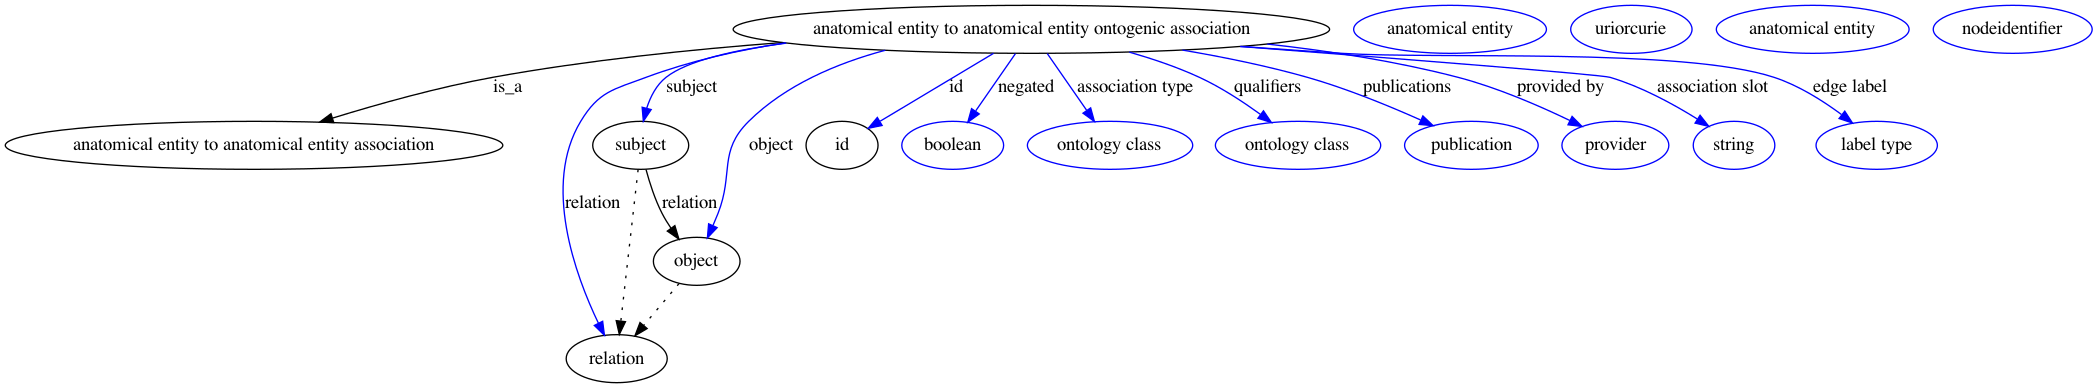 anatomical entity to anatomical entity ontogenic association
anatomical entity
uriorcurie
anatomical entity
nodeidentifier
is_a
subject
id
negated
association type
qualifiers
publications
provided by
association slot
edge label
anatomical entity to anatomical entity association
subject
object
id
boolean
ontology class
ontology class
publication
provider
string
label type
relation
relation
object
relation